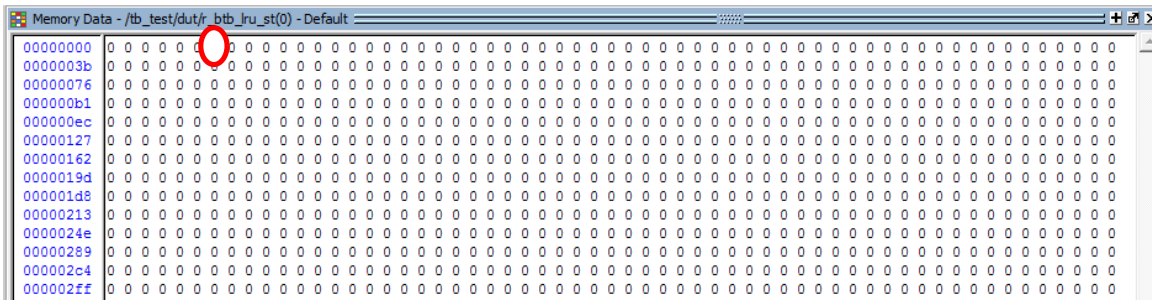 Memory Data - /tb_test/dut/r_btb_lru_st(0) - Default
00000000 0 0 0 0 0 0 0 0 0 0 0 0 0 0 0 0 0 0 0 0 0 0 0 0 0 0 0 0 0 0 0 0 0 0 0 0 0 0 0 0 0 0 0 0 0 0 0 0 0 0 0 0 0 0 0 0 0 0
0000003b 0 0 0 0 0 0 0 0 0 0 0 0 0 0 0 0 0 0 0 0 0 0 0 0 0 0 0 0 0 0 0 0 0 0 0 0 0 0 0 0 0 0 0 0 0 0 0 0 0 0 0 0 0 0 0 0 0 0 0
00000076 0 0 0 0 0 0 0 0 0 0 0 0 0 0 0 0 0 0 0 0 0 0 0 0 0 0 0 0 0 0 0 0 0 0 0 0 0 0 0 0 0 0 0 0 0 0 0 0 0 0 0 0 0 0 0 0 0 0 0
000000b1 0 0 0 0 0 0 0 0 0 0 0 0 0 0 0 0 0 0 0 0 0 0 0 0 0 0 0 0 0 0 0 0 0 0 0 0 0 0 0 0 0 0 0 0 0 0 0 0 0 0 0 0 0 0 0 0 0 0 0
000000ec 0 0 0 0 0 0 0 0 0 0 0 0 0 0 0 0 0 0 0 0 0 0 0 0 0 0 0 0 0 0 0 0 0 0 0 0 0 0 0 0 0 0 0 0 0 0 0 0 0 0 0 0 0 0 0 0 0 0 0
00000127 0 0 0 0 0 0 0 0 0 0 0 0 0 0 0 0 0 0 0 0 0 0 0 0 0 0 0 0 0 0 0 0 0 0 0 0 0 0 0 0 0 0 0 0 0 0 0 0 0 0 0 0 0 0 0 0 0 0 0
00000162 0 0 0 0 0 0 0 0 0 0 0 0 0 0 0 0 0 0 0 0 0 0 0 0 0 0 0 0 0 0 0 0 0 0 0 0 0 0 0 0 0 0 0 0 0 0 0 0 0 0 0 0 0 0 0 0 0 0 0
0000019d 0 0 0 0 0 0 0 0 0 0 0 0 0 0 0 0 0 0 0 0 0 0 0 0 0 0 0 0 0 0 0 0 0 0 0 0 0 0 0 0 0 0 0 0 0 0 0 0 0 0 0 0 0 0 0 0 0 0 0
000001d8 0 0 0 0 0 0 0 0 0 0 0 0 0 0 0 0 0 0 0 0 0 0 0 0 0 0 0 0 0 0 0 0 0 0 0 0 0 0 0 0 0 0 0 0 0 0 0 0 0 0 0 0 0 0 0 0 0 0 0
00000213 0 0 0 0 0 0 0 0 0 0 0 0 0 0 0 0 0 0 0 0 0 0 0 0 0 0 0 0 0 0 0 0 0 0 0 0 0 0 0 0 0 0 0 0 0 0 0 0 0 0 0 0 0 0 0 0 0 0 0
0000024e 0 0 0 0 0 0 0 0 0 0 0 0 0 0 0 0 0 0 0 0 0 0 0 0 0 0 0 0 0 0 0 0 0 0 0 0 0 0 0 0 0 0 0 0 0 0 0 0 0 0 0 0 0 0 0 0 0 0 0
00000289 0 0 0 0 0 0 0 0 0 0 0 0 0 0 0 0 0 0 0 0 0 0 0 0 0 0 0 0 0 0 0 0 0 0 0 0 0 0 0 0 0 0 0 0 0 0 0 0 0 0 0 0 0 0 0 0 0 0 0
000002c4 0 0 0 0 0 0 0 0 0 0 0 0 0 0 0 0 0 0 0 0 0 0 0 0 0 0 0 0 0 0 0 0 0 0 0 0 0 0 0 0 0 0 0 0 0 0 0 0 0 0 0 0 0 0 0 0 0 0 0
000002ff 0 0 0 0 0 0 0 0 0 0 0 0 0 0 0 0 0 0 0 0 0 0 0 0 0 0 0 0 0 0 0 0 0 0 0 0 0 0 0 0 0 0 0 0 0 0 0 0 0 0 0 0 0 0 0 0 0 0 0